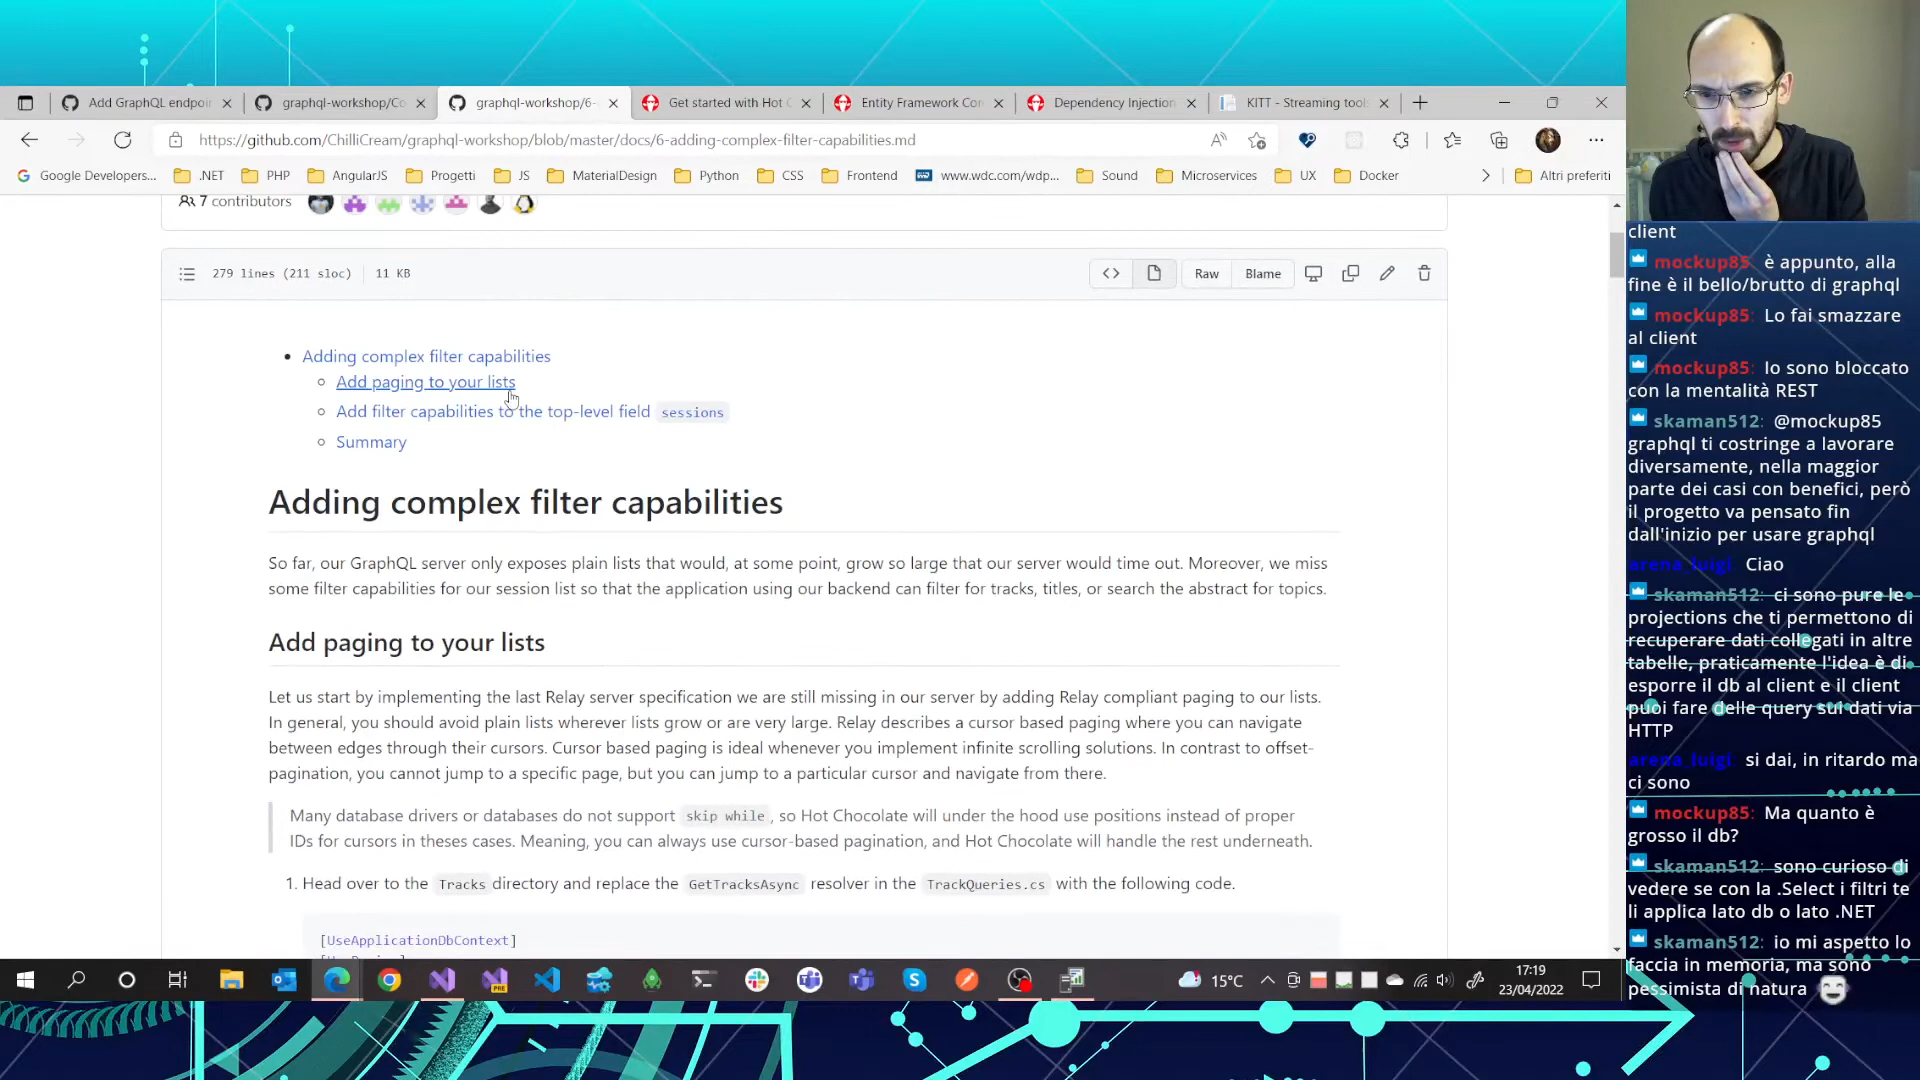 Add GraphQL endpoin
graphql-workshop/Co
graphql-workshop/6-
Get started with Hot C
Entity Framework Con
Dependency Injection
KITT - Streaming tools
https://github.com/ChilliCream/graphql-workshop/blob/master/docs/6-adding-complex-filter-capabilities.md
Google Developers...
.NET
PHP
AngularJS
Progetti
JS
MaterialDesign
Python
CSS
Frontend
www.wdc.com/wdp...
Sound
Microservices
UX
Docker
Altri preferiti
7 contributors
279 lines (211 sloc)
11 KB
Raw
Blame
Adding complex filter capabilities
Add paging to your lists
Add filter capabilities to the top-level field sessions
Summary
Adding complex filter capabilities
So far, our GraphQL server only exposes plain lists that would, at some point, grow so large that our server would time out. Moreover, we miss
some filter capabilities for our session list so that the application using our backend can filter for tracks, titles, or search the abstract for topics.
Add paging to your lists
Let us start by implementing the last Relay server specification we are still missing in our server by adding Relay compliant paging to our lists.
In general, you should avoid plain lists wherever lists grow or are very large. Relay describes a cursor based paging where you can navigate
between edges through their cursors. Cursor based paging is ideal whenever you implement infinite scrolling solutions. In contrast to offset-
pagination, you cannot jump to a specific page, but you can jump to a particular cursor and navigate from there.
Many database drivers or databases do not support skip while, so Hot Chocolate will under the hood use positions instead of proper
IDs for cursors in theses cases. Meaning, you can always use cursor-based pagination, and Hot Chocolate will handle the rest underneath.
1. Head over to the Tracks directory and replace the GetTracksAsync resolver in the TrackQueries.cs with the following code.
[UseApplicationDbContext]
PRE
15°C
17:19
23/04/2022
client
mockup85 è appunto, alla
fine è il bello/brutto di graphql
mockup85: Lo fai smazzare
al client
mockup85: Io sono bloccato
con la mentalità REST
skaman512: @mockup85
graphql ti costringe a lavorare
diversamente, nella maggior
parte dei casi con benefici, però
il progetto va pensato fin
dall'inizio per usare graphql
arena_luigi: Ciao
skaman512: ci sono pure le
projections che ti permettono di
recuperare dati collegati in altre
tabelle, praticamente l'idea è di
esporre il db al client e il client
puoi fare delle query sui dati via
HTTP
arena_luigi: si dai, in ritardo ma
ci sono
mockup85: Ma quanto è
grosso il db?
skaman512: sono curioso di
vedere se con la .Select i filtri te
li applica lato db o lato .NET
skaman512: io mi aspetto lo
faccia in memoria, ma sono
pessimista di natura